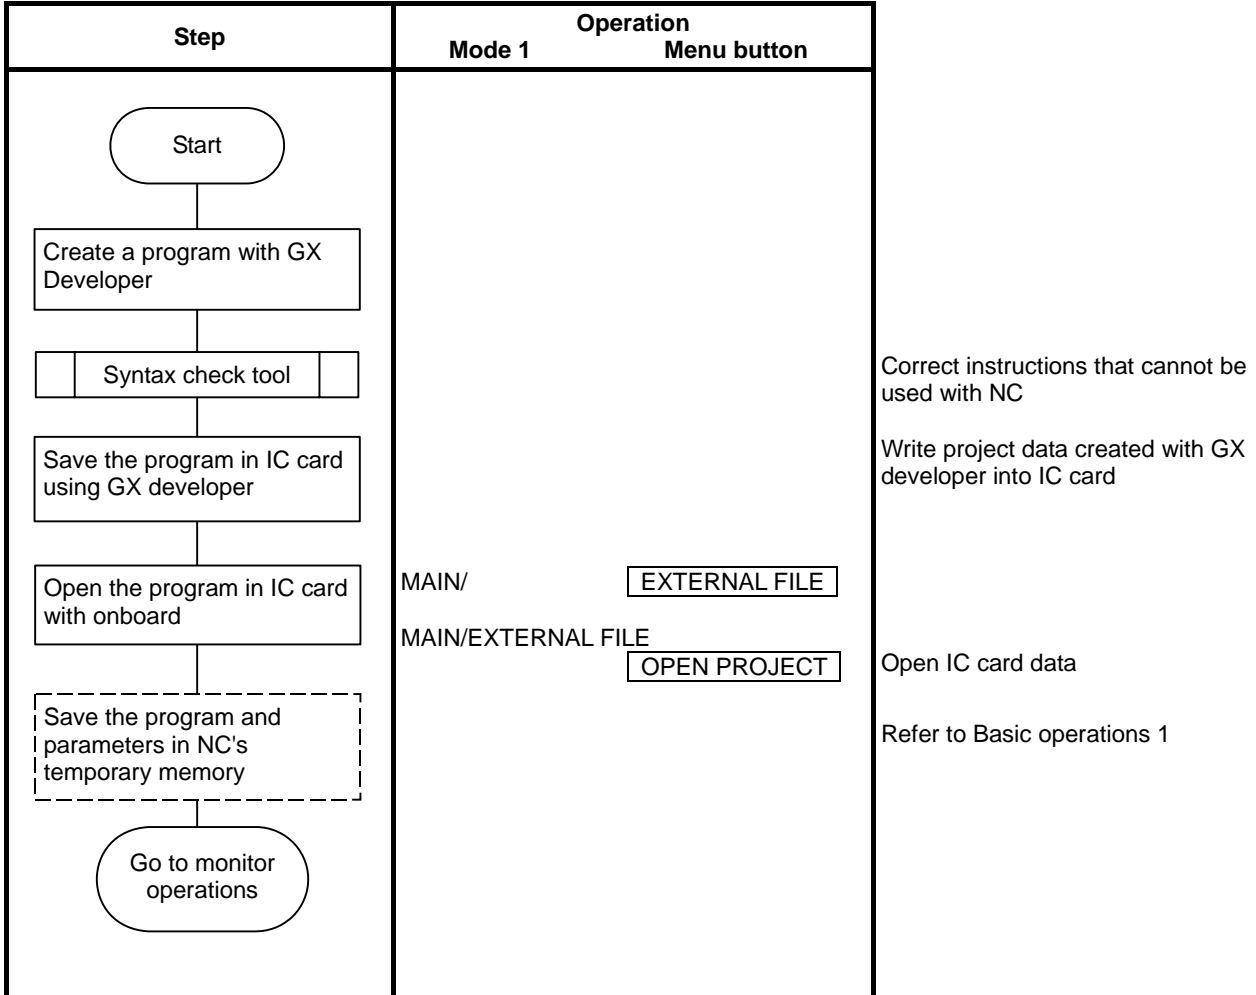 Step
Operation
Mode 1 Menu button
Start
Create a program with GX
Developer
Syntax check tool
Correct instructions that cannot be
used with NC
Save the program in IC card
using GX developer
Write project data created with GX
developer into IC card
Open the program in IC card
with onboard
MAIN/ EXTERNAL FILE
MAIN/EXTERNAL FILE
OPEN PROJECT
Open IC card data
Save the program and
parameters in NC's
temporary memory
Refer to Basic operations 1
Go to monitor
operations